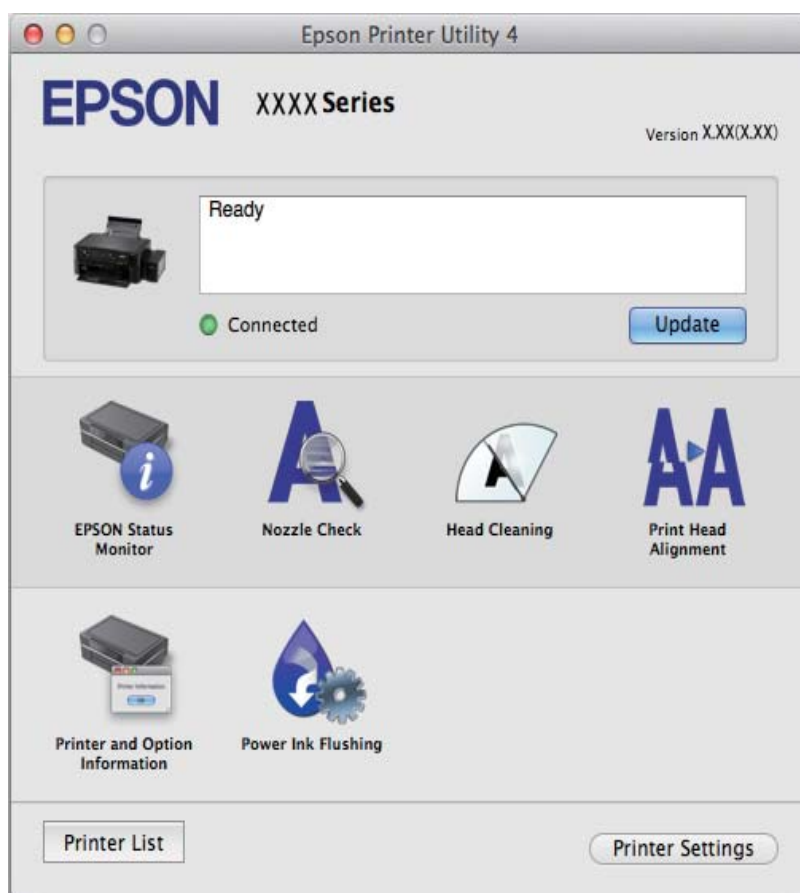 Epson Printer Utility 4
EPSON XXXX Series
Version X.XX(X.XX)
Ready
Connected
Update
EPSON Status
Monitor
Nozzle Check
Head Cleaning
Print Head
Alignment
Printer and Option
Information
Power Ink Flushing
Printer List
Printer Settings